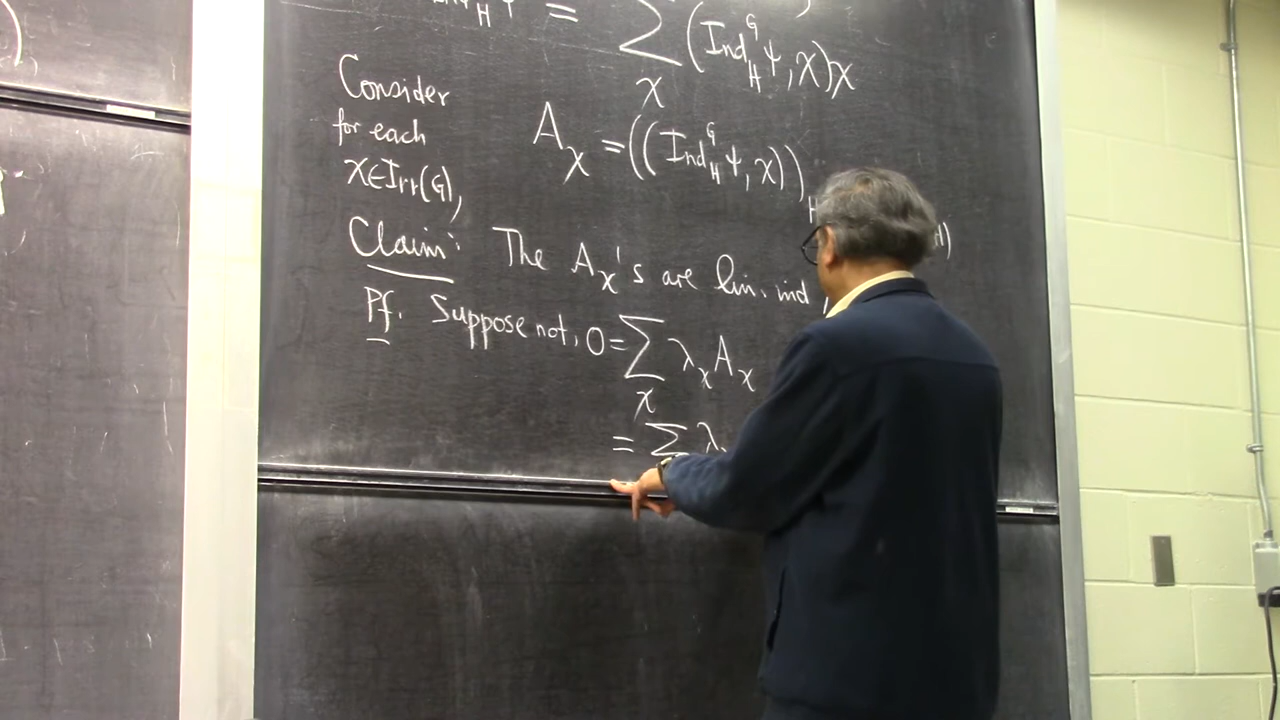 H = Σ (Ind_H^G ψ, χ)χ
χ
Consider
for each
χ∈Irr(G),
A_χ = ((Ind_H^G ψ, χ))
Claim: The A_χ's are lin. ind
Pf. Suppose not, 0 = Σ λ_χ A_χ
χ
= Σ λ